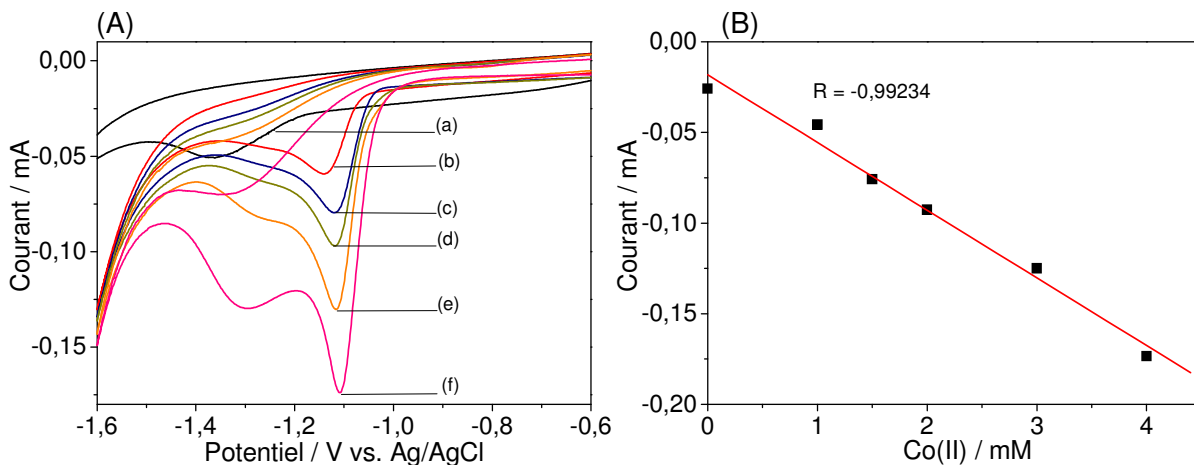 (A)
0,00
-0,05
-0,10
-0,15
Courant / mA
(a)
(b)
(c)
(d)
(e)
(f)
-1,6
-1,4
-1,2
-1,0
-0,8
-0,6
Potentiel / V vs. Ag/AgCl
(B)
0,00
-0,05
-0,10
-0,15
-0,20
Courant / mA
R = -0,99234
0
1
2
3
4
Co(II) / mM